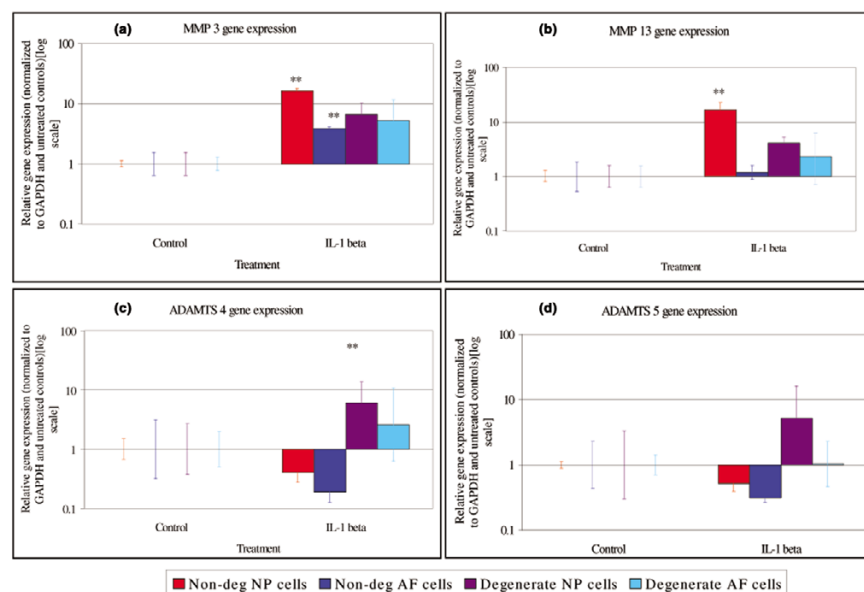 (a)
MMP 3 gene expression
Relative gene expression (normalized
to GAPDH and untreated controls)[log
scale]
100
10
1
0.1
**
**
Control
IL-1 beta
Treatment
(b)
MMP 13 gene expression
Relative gene expression (normalized to
GAPDH and untreated controls)[log
scale]
100
10
1
0.1
**
Control
IL-1 beta
Treatment
(c)
ADAMTS 4 gene expression
Relative gene expression (normalized to
GAPDH and untreated controls)[log
scale]
100
10
1
0.1
**
Control
IL-1 beta
Treatment
(d)
ADAMTS 5 gene expression
Relative gene expression (normalized
to GAPDH and untreated controls)[log
scale]
100
10
1
0.1
Control
IL-1 beta
Non-deg NP cells
Non-deg AF cells
Degenerate NP cells
Degenerate AF cells